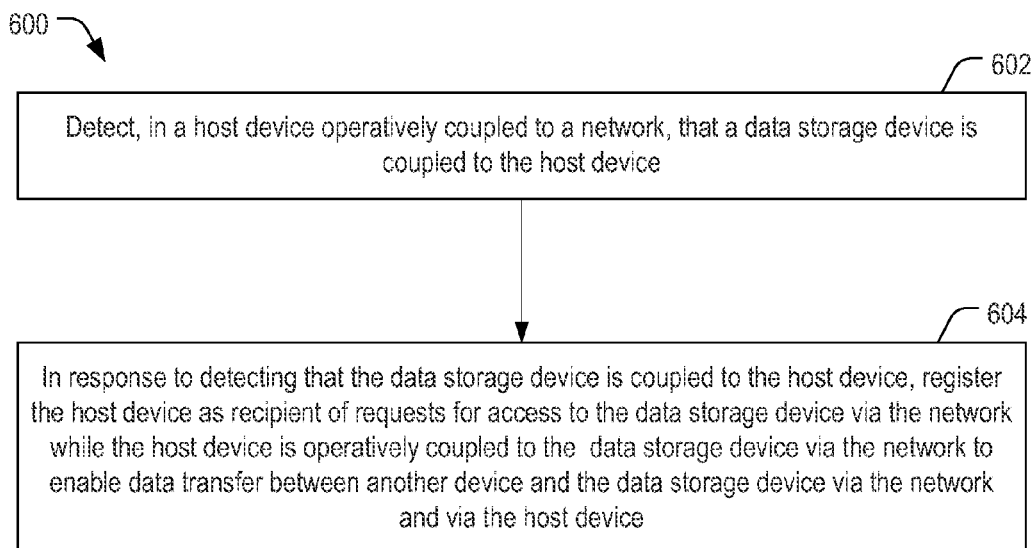 600
602
Detect, in a host device operatively coupled to a network, that a data storage device is
coupled to the host device
604
In response to detecting that the data storage device is coupled to the host device, register
the host device as recipient of requests for access to the data storage device via the network
while the host device is operatively coupled to the data storage device via the network to
enable data transfer between another device and the data storage device via the network
and via the host device